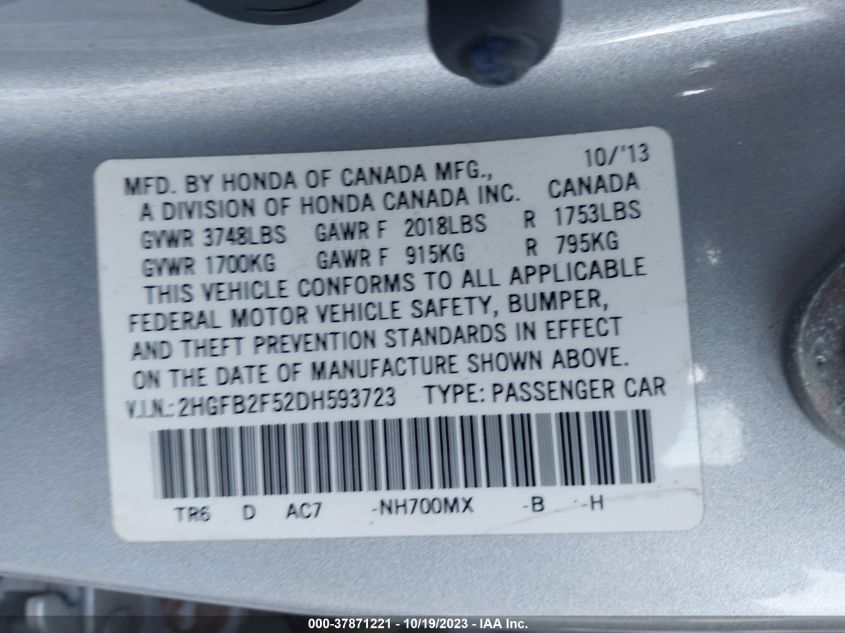 MFD. BY HONDA OF CANADA MFG., 10/'13
A DIVISION OF HONDA CANADA INC. CANADA
GVWR 3748LBS GAWR F 2018LBS R 1753LBS
GVWR 1700KG GAWR F 915KG R 795KG
THIS VEHICLE CONFORMS TO ALL APPLICABLE
FEDERAL MOTOR VEHICLE SAFETY, BUMPER,
AND THEFT PREVENTION STANDARDS IN EFFECT
ON THE DATE OF MANUFACTURE SHOWN ABOVE.
V.I.N.: 2HGFB2F52DH593723 TYPE: PASSENGER CAR
TR6 D AC7 -NH700MX -B -H
000-37871221 - 10/19/2023 - IAA Inc.